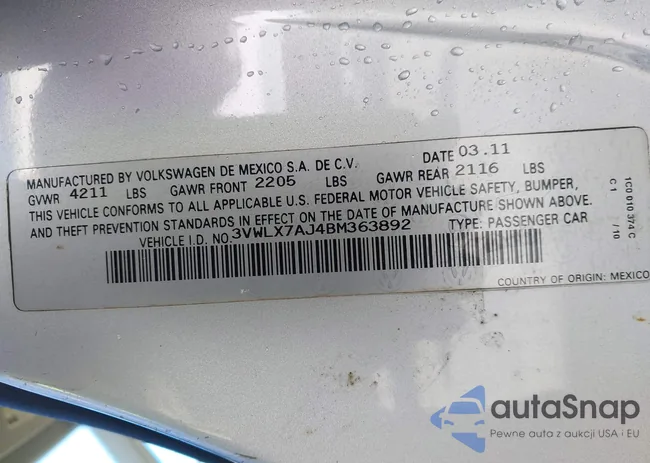 MANUFACTURED BY VOLKSWAGEN DE MEXICO S.A. DE C.V. DATE 03.11
GVWR 4211 LBS GAWR FRONT 2205 LBS GAWR REAR 2116 LBS
THIS VEHICLE CONFORMS TO ALL APPLICABLE U.S. FEDERAL MOTOR VEHICLE SAFETY, BUMPER,
AND THEFT PREVENTION STANDARDS IN EFFECT ON THE DATE OF MANUFACTURE SHOWN ABOVE.
VEHICLE I.D. NO. 3VWLX7AJ4BM363892 TYPE: PASSENGER CAR
COUNTRY OF ORIGIN: MEXICO
1C0 010 374 C
C 1 / 10
autaSnap
Pewne auta z aukcji USA i EU